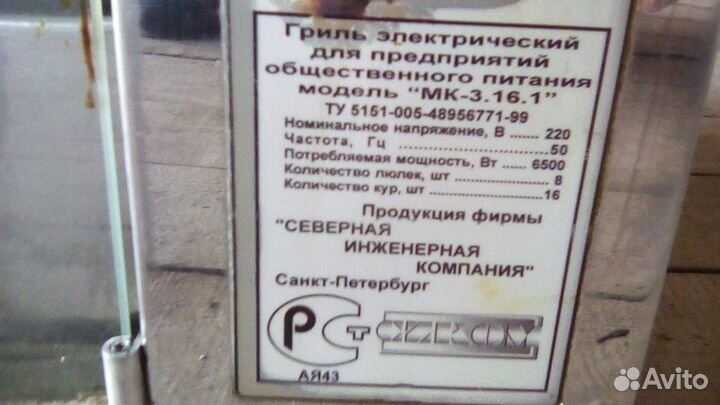 Гриль электрический
для предприятий
общественного питания
модель "МК-3.16.1"
ТУ 5151-005-48956771-99
Номинальное напряжение, В ....... 220
Частота, Гц ................................50
Потребляемая мощность, Вт ..... 6500
Количество люлек, шт ....................... 8
Количество кур, шт ..........................16
Продукция фирмы
"СЕВЕРНАЯ
ИНЖЕНЕРНАЯ
КОМПАНИЯ"
Санкт-Петербург
РСТ
АЯ43
Avito